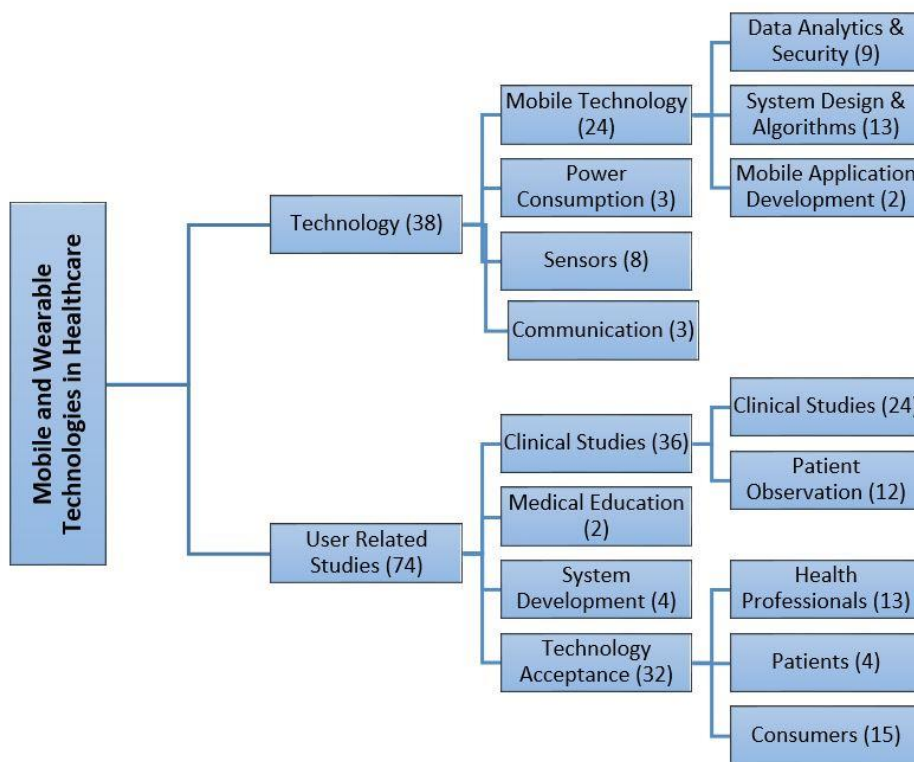 Mobile and Wearable
Technologies in Healthcare
Technology (38)
Mobile Technology
(24)
Data Analytics &
Security (9)
System Design &
Algorithms (13)
Mobile Application
Development (2)
Power
Consumption (3)
Sensors (8)
Communication (3)
User Related
Studies (74)
Clinical Studies (36)
Clinical Studies (24)
Patient
Observation (12)
Medical Education
(2)
System
Development (4)
Technology
Acceptance (32)
Health
Professionals (13)
Patients (4)
Consumers (15)